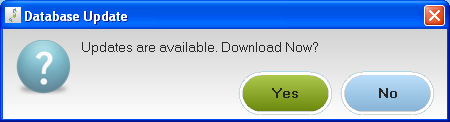 Database Update
Updates are available. Download Now?
Yes
No